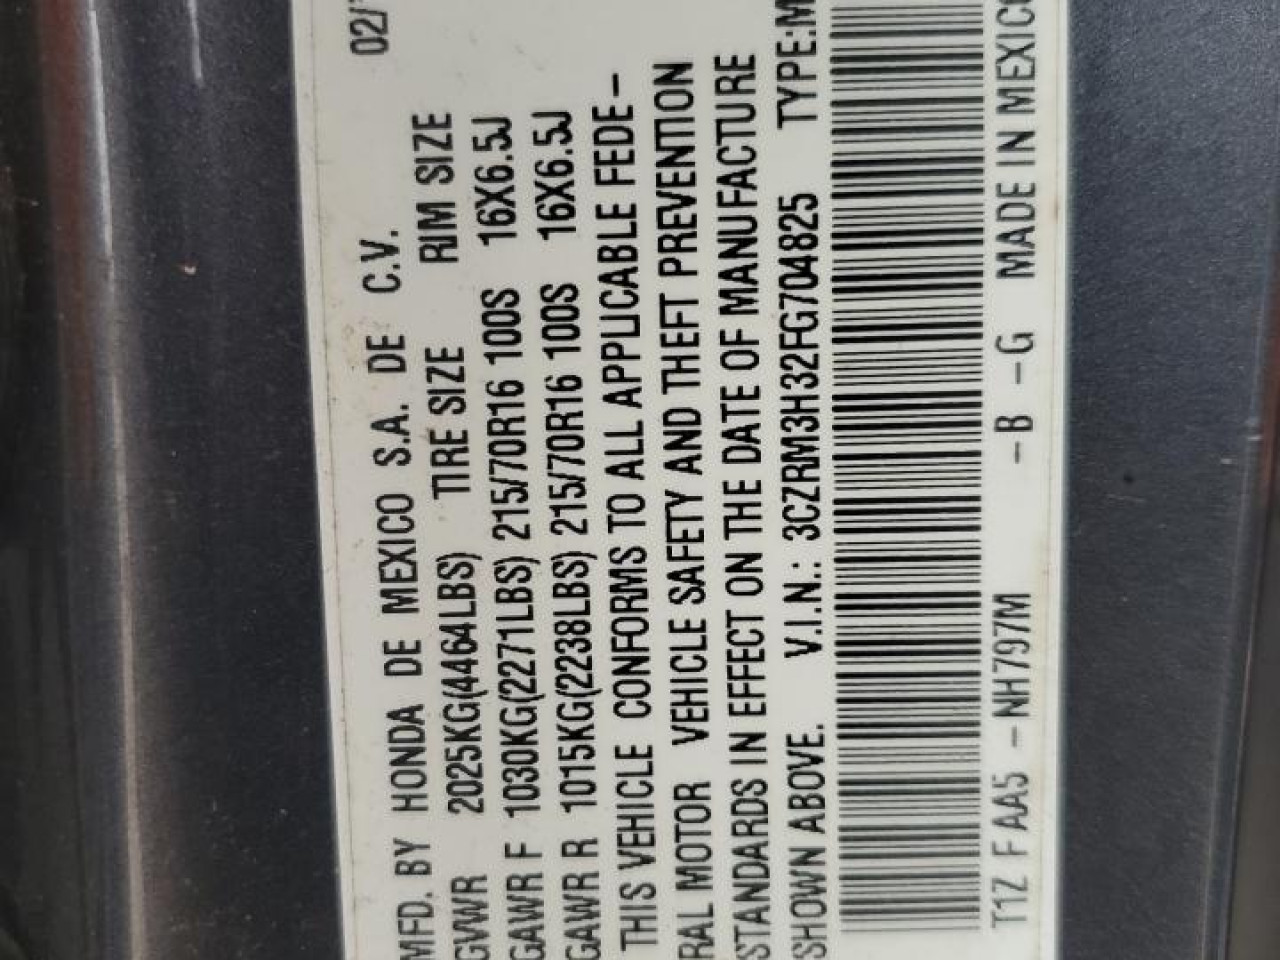 MFD. BY HONDA DE MEXICO S.A. DE C.V. 02/
GVWR 2025KG(4464LBS) TIRE SIZE RIM SIZE
GAWR F 1030KG(2271LBS) 215/70R16 100S 16X6.5J
GAWR R 1015KG(2238LBS) 215/70R16 100S 16X6.5J
THIS VEHICLE CONFORMS TO ALL APPLICABLE FEDE-
RAL MOTOR VEHICLE SAFETY AND THEFT PREVENTION
STANDARDS IN EFFECT ON THE DATE OF MANUFACTURE
SHOWN ABOVE. V.I.N.: 3CZRM3H32FG704825 TYPE:M
T1Z F AA5 -NH797M -B -G MADE IN MEXICO